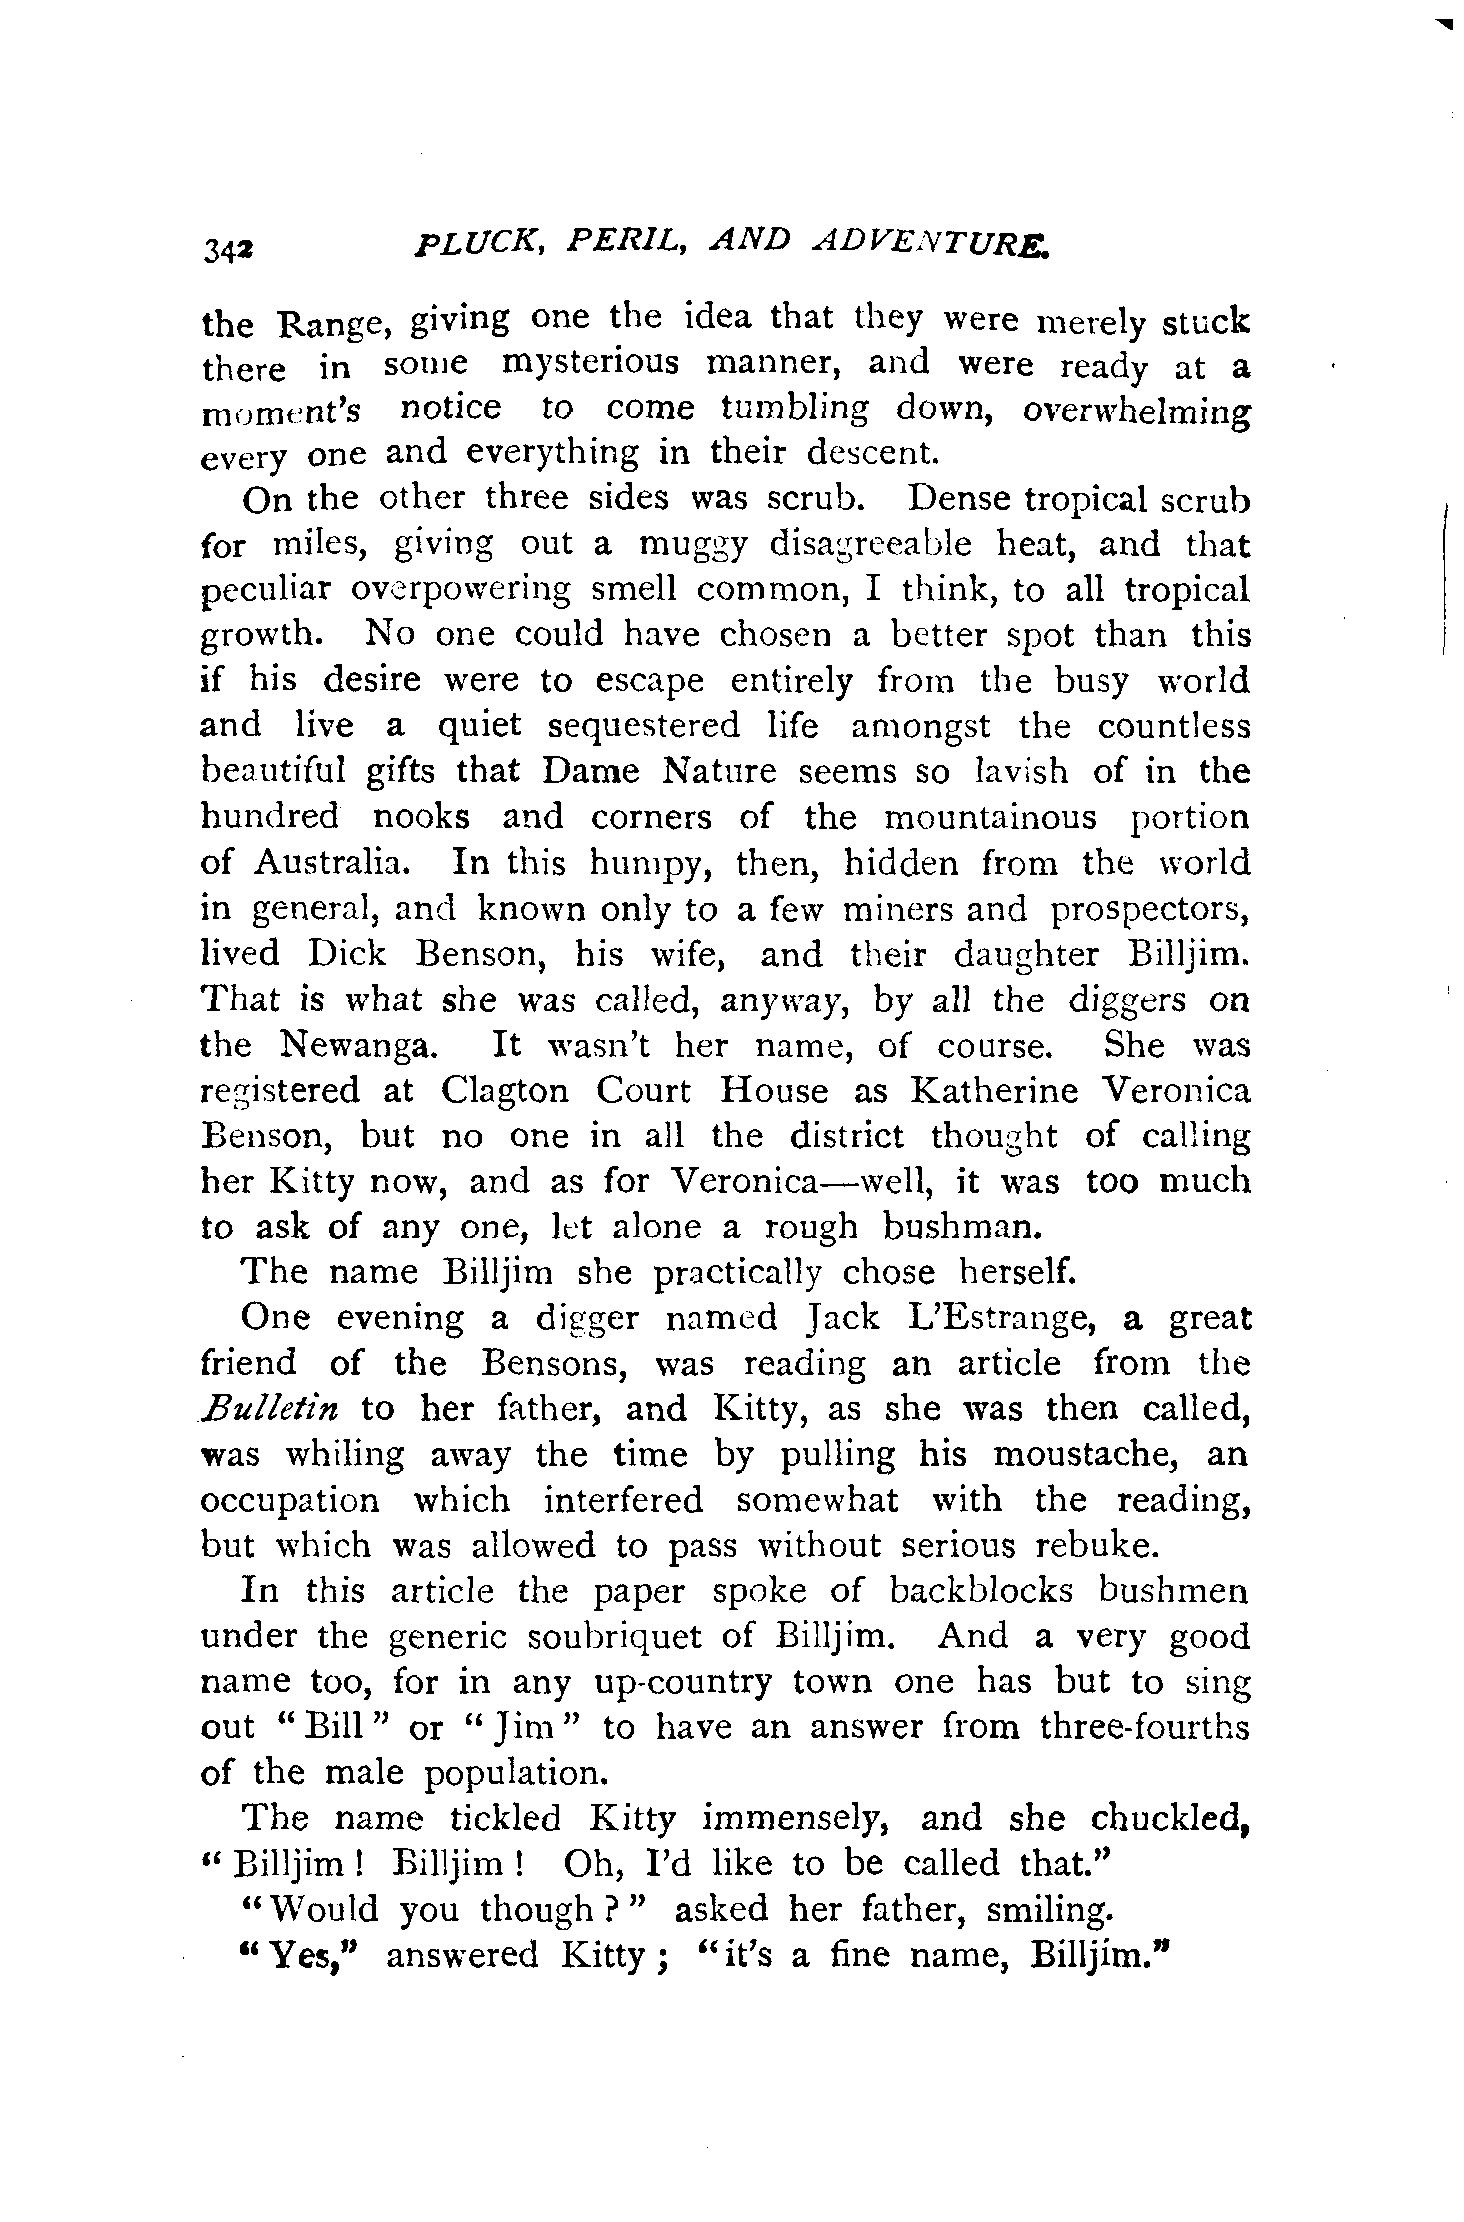 342 PLUCK, PERIL, AND ADVENTURE.
the Range, giving one the idea that they were merely stuck
there in some mysterious manner, and were ready at a
moment's notice to come tumbling down, overwhelming
every one and everything in their descent.
On the other three sides was scrub. Dense tropical scrub
for miles, giving out a muggy disagreeable heat, and that
peculiar overpowering smell common, I think, to all tropical
growth. No one could have chosen a better spot than this
if his desire were to escape entirely from the busy world
and live a quiet sequestered life amongst the countless
beautiful gifts that Dame Nature seems so lavish of in the
hundred nooks and corners of the mountainous portion
of Australia. In this humpy, then, hidden from the world
in general, and known only to a few miners and prospectors,
lived Dick Benson, his wife, and their daughter Billjim.
That is what she was called, anyway, by all the diggers on
the Newanga. It wasn't her name, of course. She was
registered at Clagton Court House as Katherine Veronica
Benson, but no one in all the district thought of calling
her Kitty now, and as for Veronica—well, it was too much
to ask of any one, let alone a rough bushman.
The name Billjim she practically chose herself.
One evening a digger named Jack L'Estrange, a great
friend of the Bensons, was reading an article from the
Bulletin to her father, and Kitty, as she was then called,
was whiling away the time by pulling his moustache, an
occupation which interfered somewhat with the reading,
but which was allowed to pass without serious rebuke.
In this article the paper spoke of backblocks bushmen
under the generic soubriquet of Billjim. And a very good
name too, for in any up-country town one has but to sing
out "Bill" or "Jim" to have an answer from three-fourths
of the male population.
The name tickled Kitty immensely, and she chuckled,
"Billjim! Billjim! Oh, I'd like to be called that."
"Would you though?" asked her father, smiling.
"Yes," answered Kitty; "it's a fine name, Billjim."